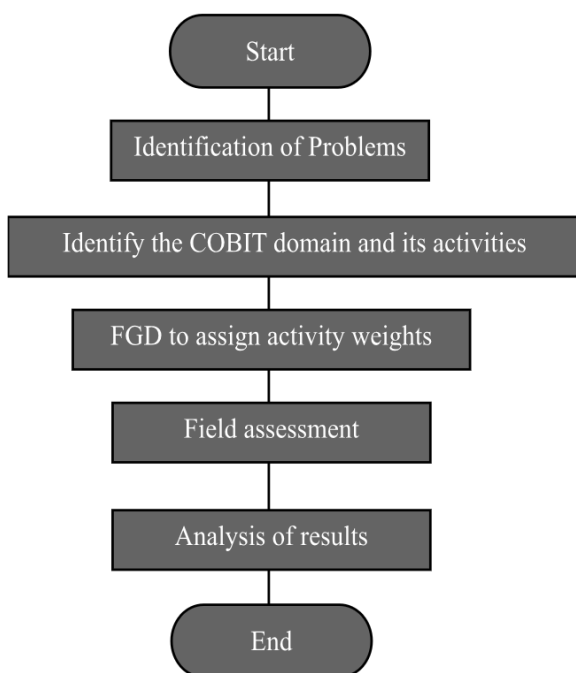 Start
Identification of Problems
Identify the COBIT domain and its activities
FGD to assign activity weights
Field assessment
Analysis of results
End